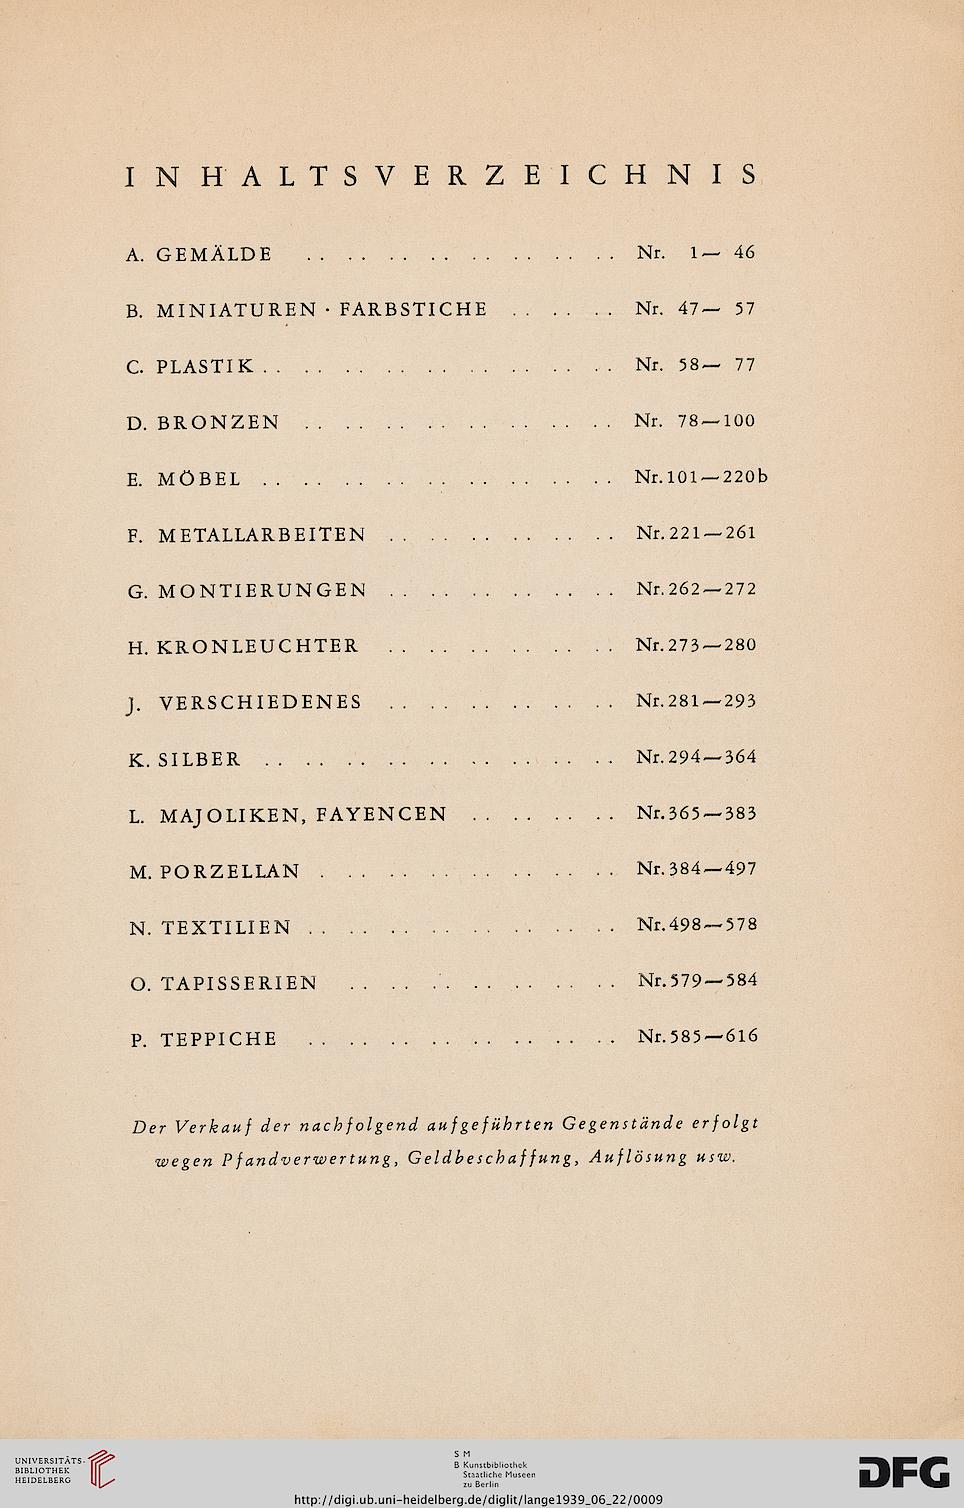 INHALTSVERZEICHNIS
A. GEMÄLDE . . . . . . . . . . . . . . . Nr. 1— 46
B. MINIATUREN · FARBSTICHE . . . . . . Nr. 47— 57
C. PLASTIK . . . . . . . . . . . . . . . . . . Nr. 58— 77
D. BRONZEN . . . . . . . . . . . . . . . Nr. 78—100
E. MÖBEL . . . . . . . . . . . . . . . . . . Nr. 101—220b
F. METALLARBEITEN . . . . . . . . . . . . Nr. 221—261
G. MONTIERUNGEN . . . . . . . . . . . . Nr. 262—272
H. KRONLEUCHTER . . . . . . . . . . . . Nr. 273—280
J. VERSCHIEDENES . . . . . . . . . . . . Nr. 281—293
K. SILBER . . . . . . . . . . . . . . . . . . Nr. 294—364
L. MAJOLIKEN, FAYENCEN . . . . . . . . Nr. 365—383
M. PORZELLAN . . . . . . . . . . . . . . . Nr. 384—497
N. TEXTILIEN . . . . . . . . . . . . . . . . Nr. 498—578
O. TAPISSERIEN . . . . . . . . . . . . . . Nr. 579—584
P. TEPPICHE . . . . . . . . . . . . . . . . Nr. 585—616
Der Verkauf der nachfolgend aufgeführten Gegenstände erfolgt
wegen Pfandverwertung, Geldbeschaffung, Auflösung usw.
UNIVERSITÄTS-
BIBLIOTHEK
HEIDELBERG
S M
B Kunstbibliothek
Staatliche Museen
zu Berlin
http://digi.ub.uni-heidelberg.de/diglit/lange1939_06_22/0009
DFG